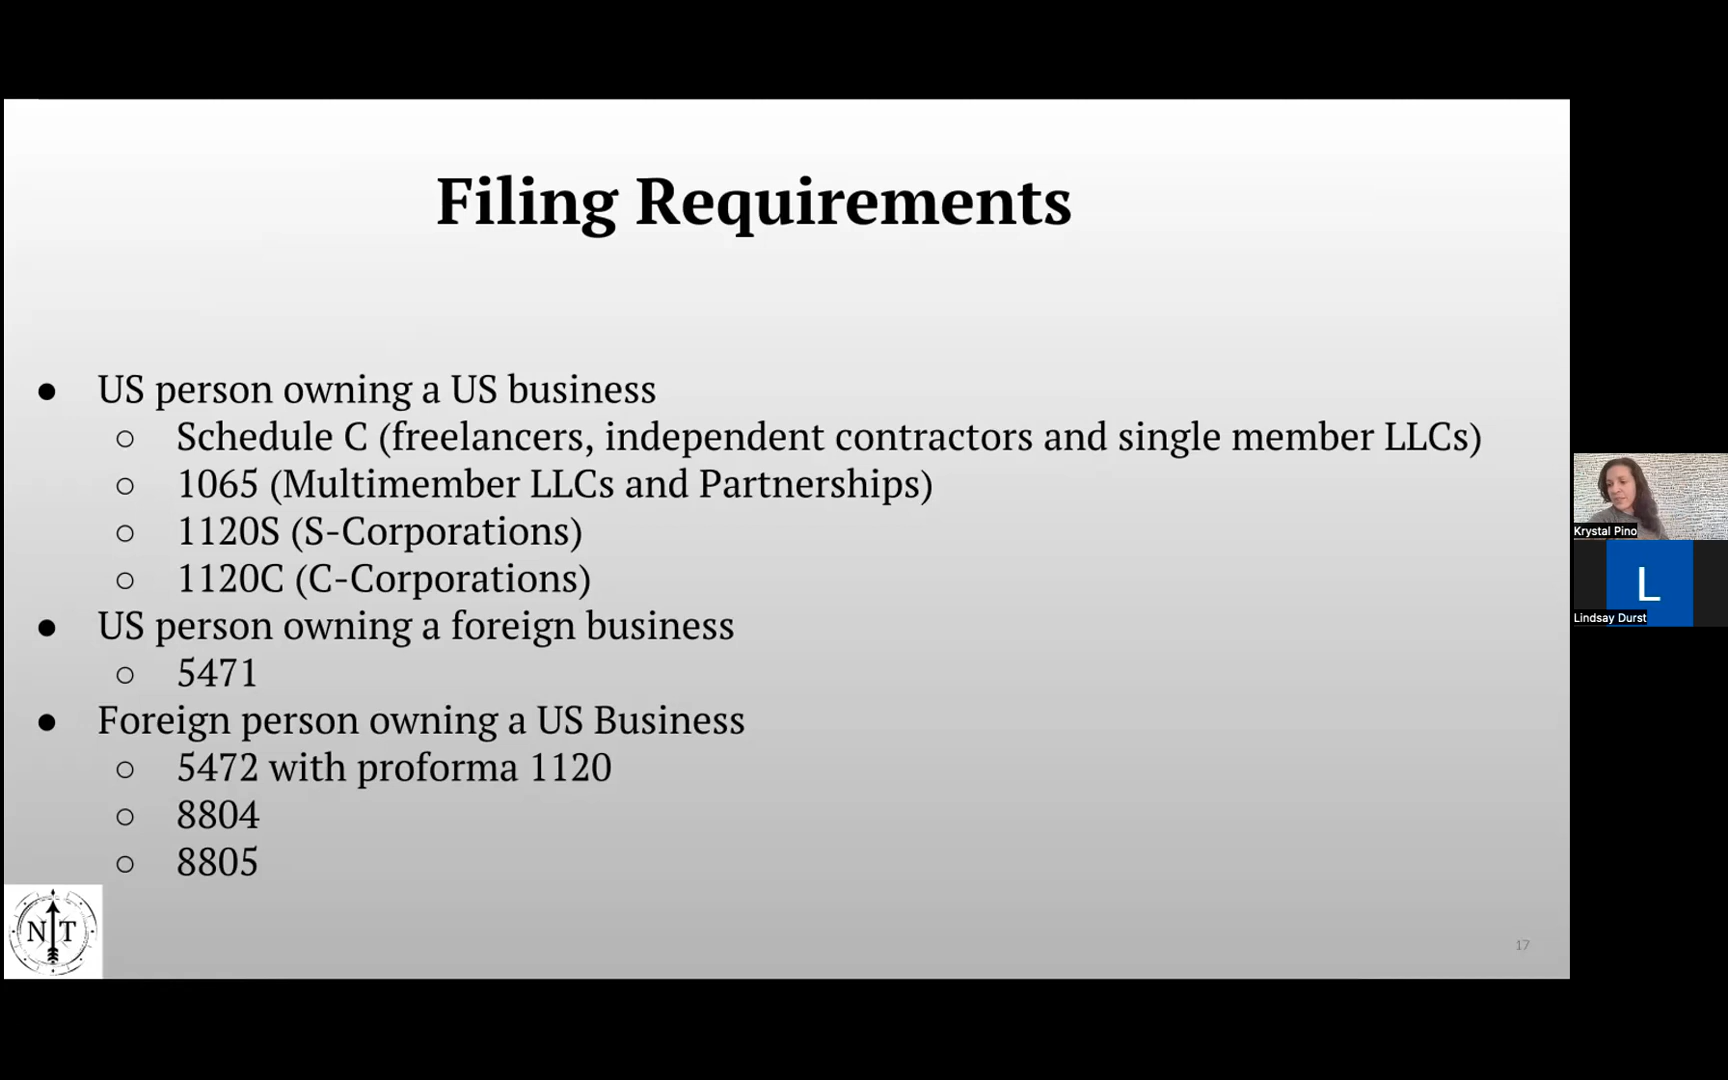 Filing Requirements
● US person owning a US business
○ Schedule C (freelancers, independent contractors and single member LLCs)
○ 1065 (Multimember LLCs and Partnerships)
○ 1120S (S-Corporations)
○ 1120C (C-Corporations)
● US person owning a foreign business
○ 5471
● Foreign person owning a US Business
○ 5472 with proforma 1120
○ 8804
○ 8805
NT
17
Krystal Pino
L
Lindsay Durst